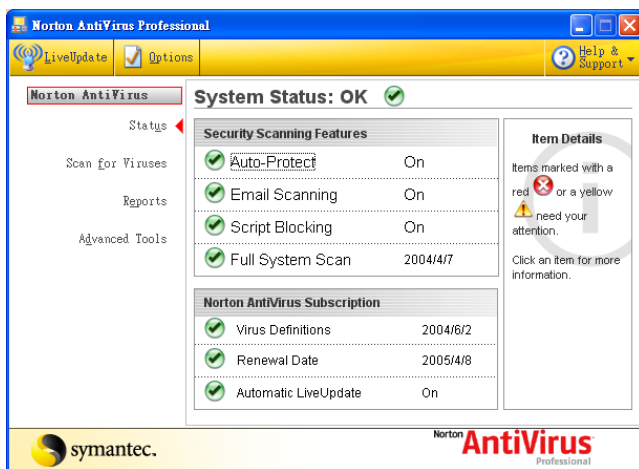 Norton AntiVirus Professional
LiveUpdate Options Help & Support
Norton AntiVirus
Status
Scan for Viruses
Reports
Advanced Tools
System Status: OK
Security Scanning Features
Auto-Protect On
Email Scanning On
Script Blocking On
Full System Scan 2004/4/7
Norton AntiVirus Subscription
Virus Definitions 2004/6/2
Renewal Date 2005/4/8
Automatic LiveUpdate On
Item Details
Items marked with a
red or a yellow
need your
attention.
Click an item for more
information.
symantec.
Norton AntiVirus
Professional